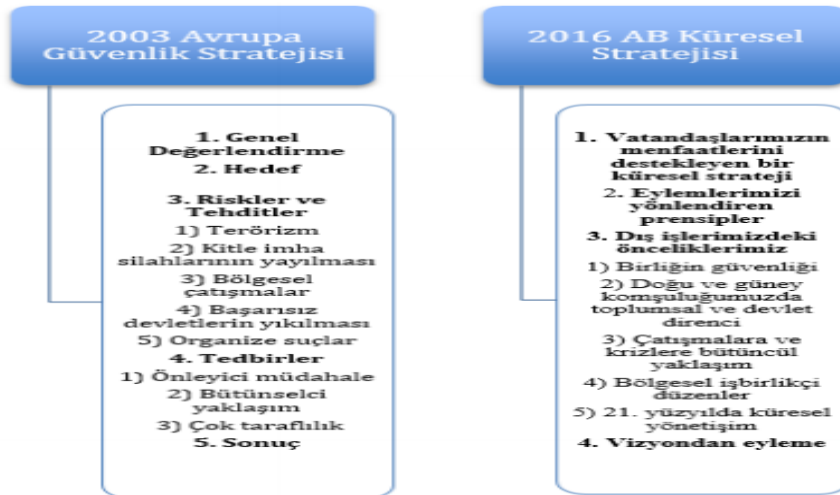 2003 Avrupa
Güvenlik Stratejisi
1. Genel
Değerlendirme
2. Hedef
3. Riskler ve
Tehditler
1) Terörizm
2) Kitle imha
silahlarının yayılması
3) Bölgesel
çatışmalar
4) Başarısız
devletlerin yıkılması
5) Organize suçlar
4. Tedbirler
1) Önleyici müdahale
2) Bütünselci
yaklaşım
3) Çok taraflılık
5. Sonuç
2016 AB Küresel
Stratejisi
1. Vatandaşlarımızın
menfaatlerini
destekleyen bir
küresel strateji
2. Eylemlerimizi
yönlendiren
prensipler
3. Dış işlerimizdeki
önceliklerimiz
1) Birliğin güvenliği
2) Doğu ve güney
komşuluğumuzda
toplumsal ve devlet
direnci
3) Çatışmalara ve
krizlere bütüncül
yaklaşım
4) Bölgesel işbirlikçi
düzenler
5) 21. yüzyılda küresel
yönetişim
4. Vizyondan eyleme